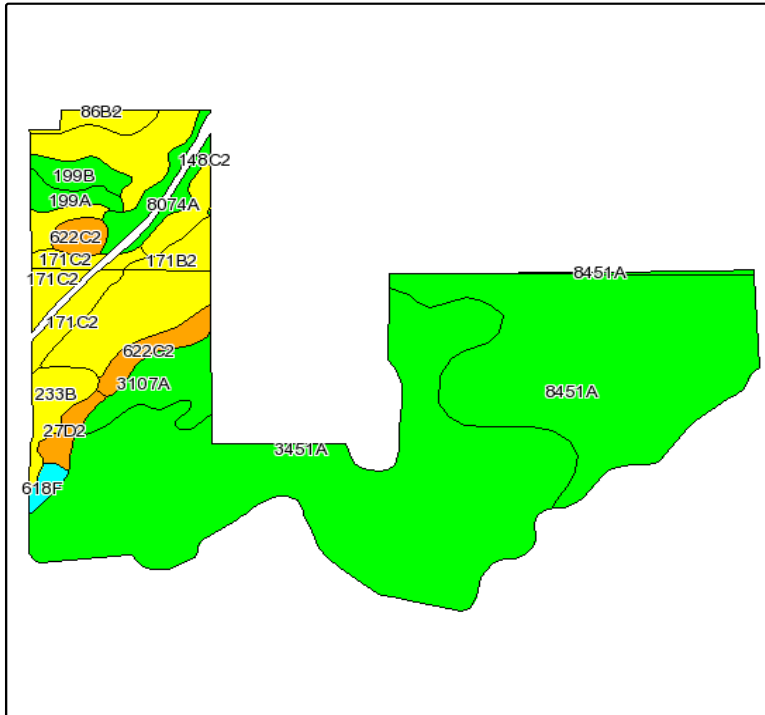 86B2
148C2
199B
199A
8074A
622C2
171C2
171B2
8451A
171C2
171C2
622C2
3107A
8451A
233B
27D2
3451A
618F